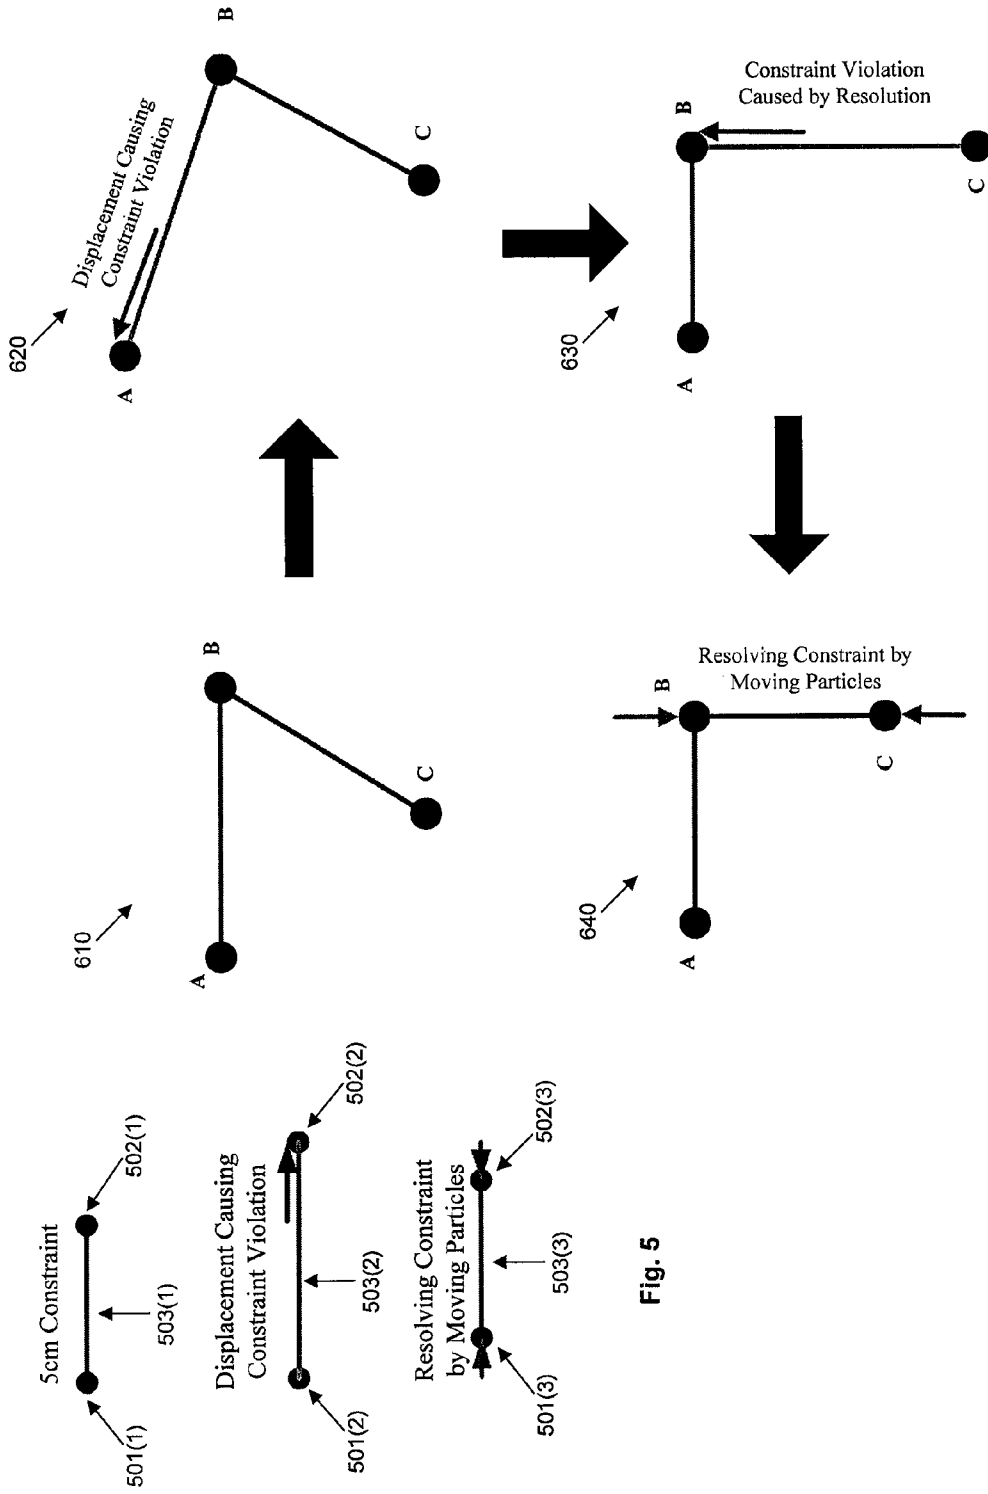 5cm Constraint
501(1)
502(1)
503(1)
Displacement Causing
Constraint Violation
501(2)
502(2)
503(2)
Resolving Constraint
by Moving Particles
501(3)
502(3)
503(3)
Fig. 5
610
A
B
C
620
Displacement Causing
Constraint Violation
A
B
C
630
Constraint Violation
Caused by Resolution
A
B
C
640
Resolving Constraint by
Moving Particles
A
B
C